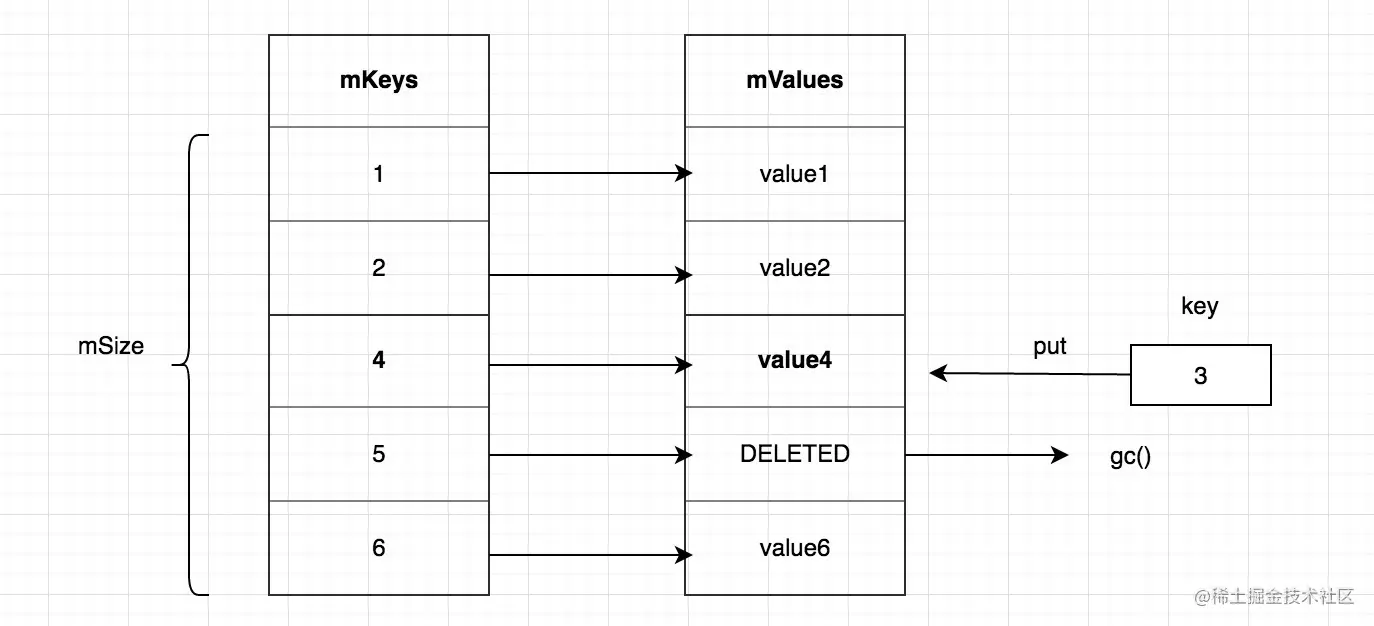 mKeys
mValues
1
value1
2
value2
key
mSize
4
value4
put
3
5
DELETED
gc()
6
value6
@稀土掘金技术社区